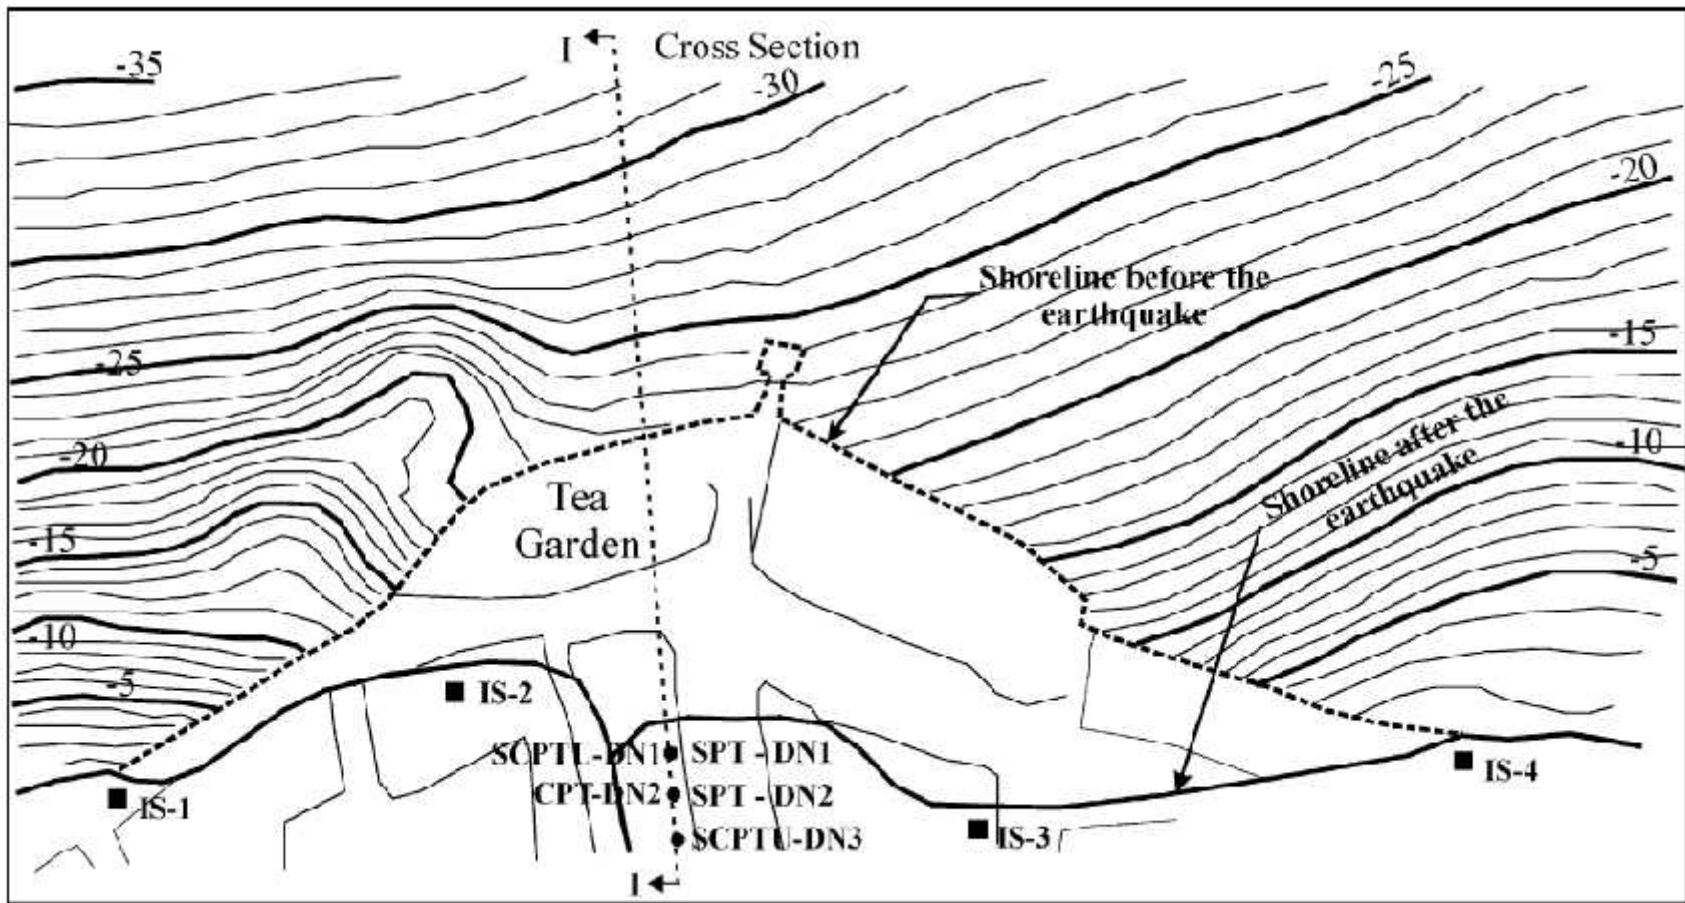 I
Cross Section
-35
-30
-25
-20
Shoreline before the
earthquake
-15
-25
Shoreline after the
earthquake
-10
-20
Tea
Garden
-15
-5
-10
-5
IS-2
SCPTU-DN1
SPT - DN1
IS-4
CPT-DN2
SPT - DN2
IS-1
SCPTU-DN3
IS-3
I